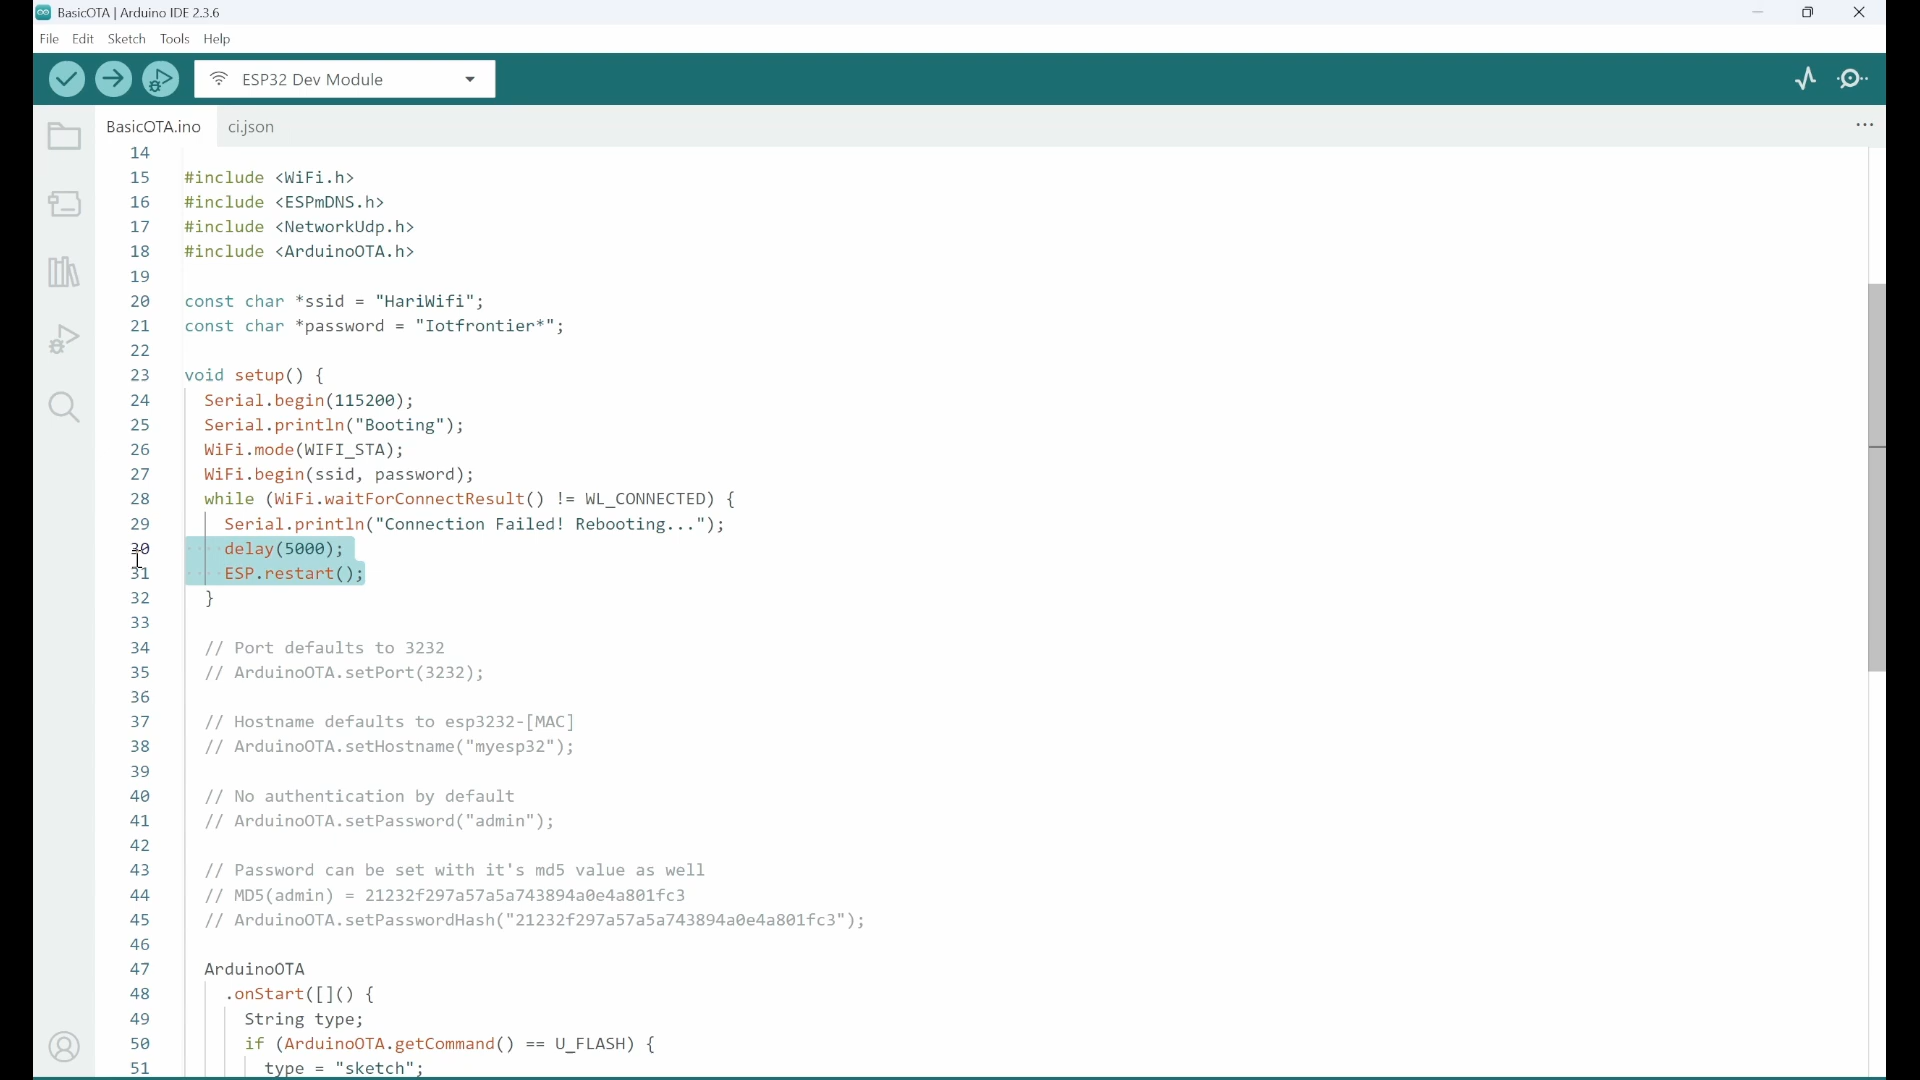 BasicOTA | Arduino IDE 2.3.6
File Edit Sketch Tools Help
ESP32 Dev Module
BasicOTA.ino ci.json
14
15 #include <WiFi.h>
16 #include <ESPmDNS.h>
17 #include <NetworkUdp.h>
18 #include <ArduinoOTA.h>
19
20 const char *ssid = "HariWifi";
21 const char *password = "Iotfrontier*";
22
23 void setup() {
24 Serial.begin(115200);
25 Serial.println("Booting");
26 WiFi.mode(WIFI_STA);
27 WiFi.begin(ssid, password);
28 while (WiFi.waitForConnectResult() != WL_CONNECTED) {
29 Serial.println("Connection Failed! Rebooting...");
30 delay(5000);
31 ESP.restart();
32 }
33
34 // Port defaults to 3232
35 // ArduinoOTA.setPort(3232);
36
37 // Hostname defaults to esp3232-[MAC]
38 // ArduinoOTA.setHostname("myesp32");
39
40 // No authentication by default
41 // ArduinoOTA.setPassword("admin");
42
43 // Password can be set with it's md5 value as well
44 // MD5(admin) = 21232f297a57a5a743894a0e4a801fc3
45 // ArduinoOTA.setPasswordHash("21232f297a57a5a743894a0e4a801fc3");
46
47 ArduinoOTA
48 .onStart([]() {
49 String type;
50 if (ArduinoOTA.getCommand() == U_FLASH) {
51 type = "sketch";